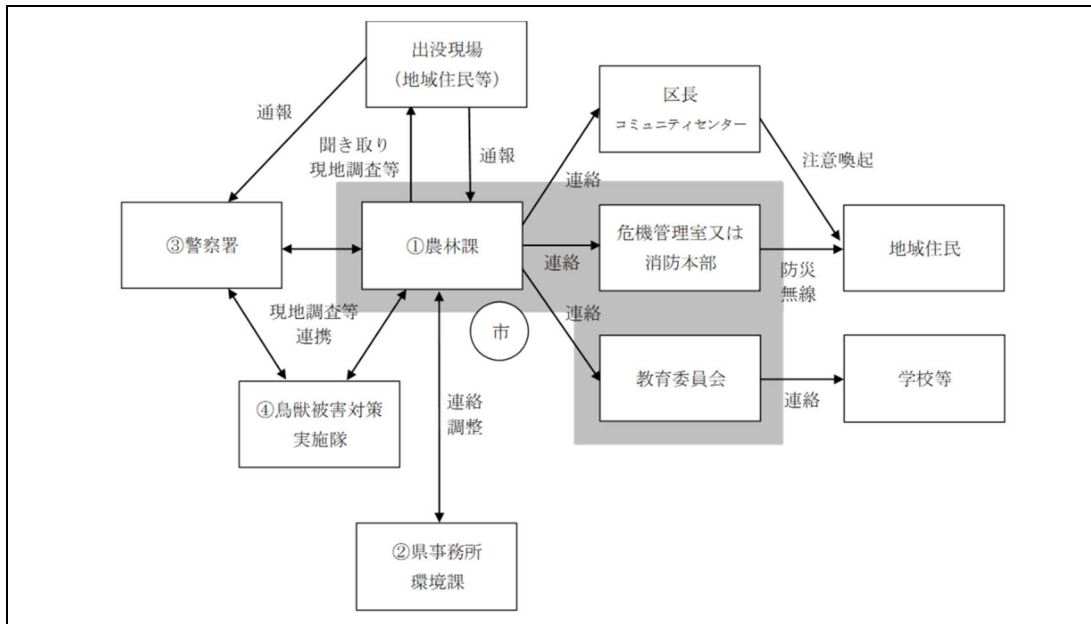 出没現場
(地域住民等)
通報
聞き取り
現地調査等
通報
区長
コミュニティセンター
注意喚起
連絡
③警察署
①農林課
連絡
危機管理室又は
消防本部
防災
無線
地域住民
現地調査等
連携
市
連絡
教育委員会
連絡
学校等
④鳥獣被害対策
実施隊
連絡
調整
②県事務所
環境課